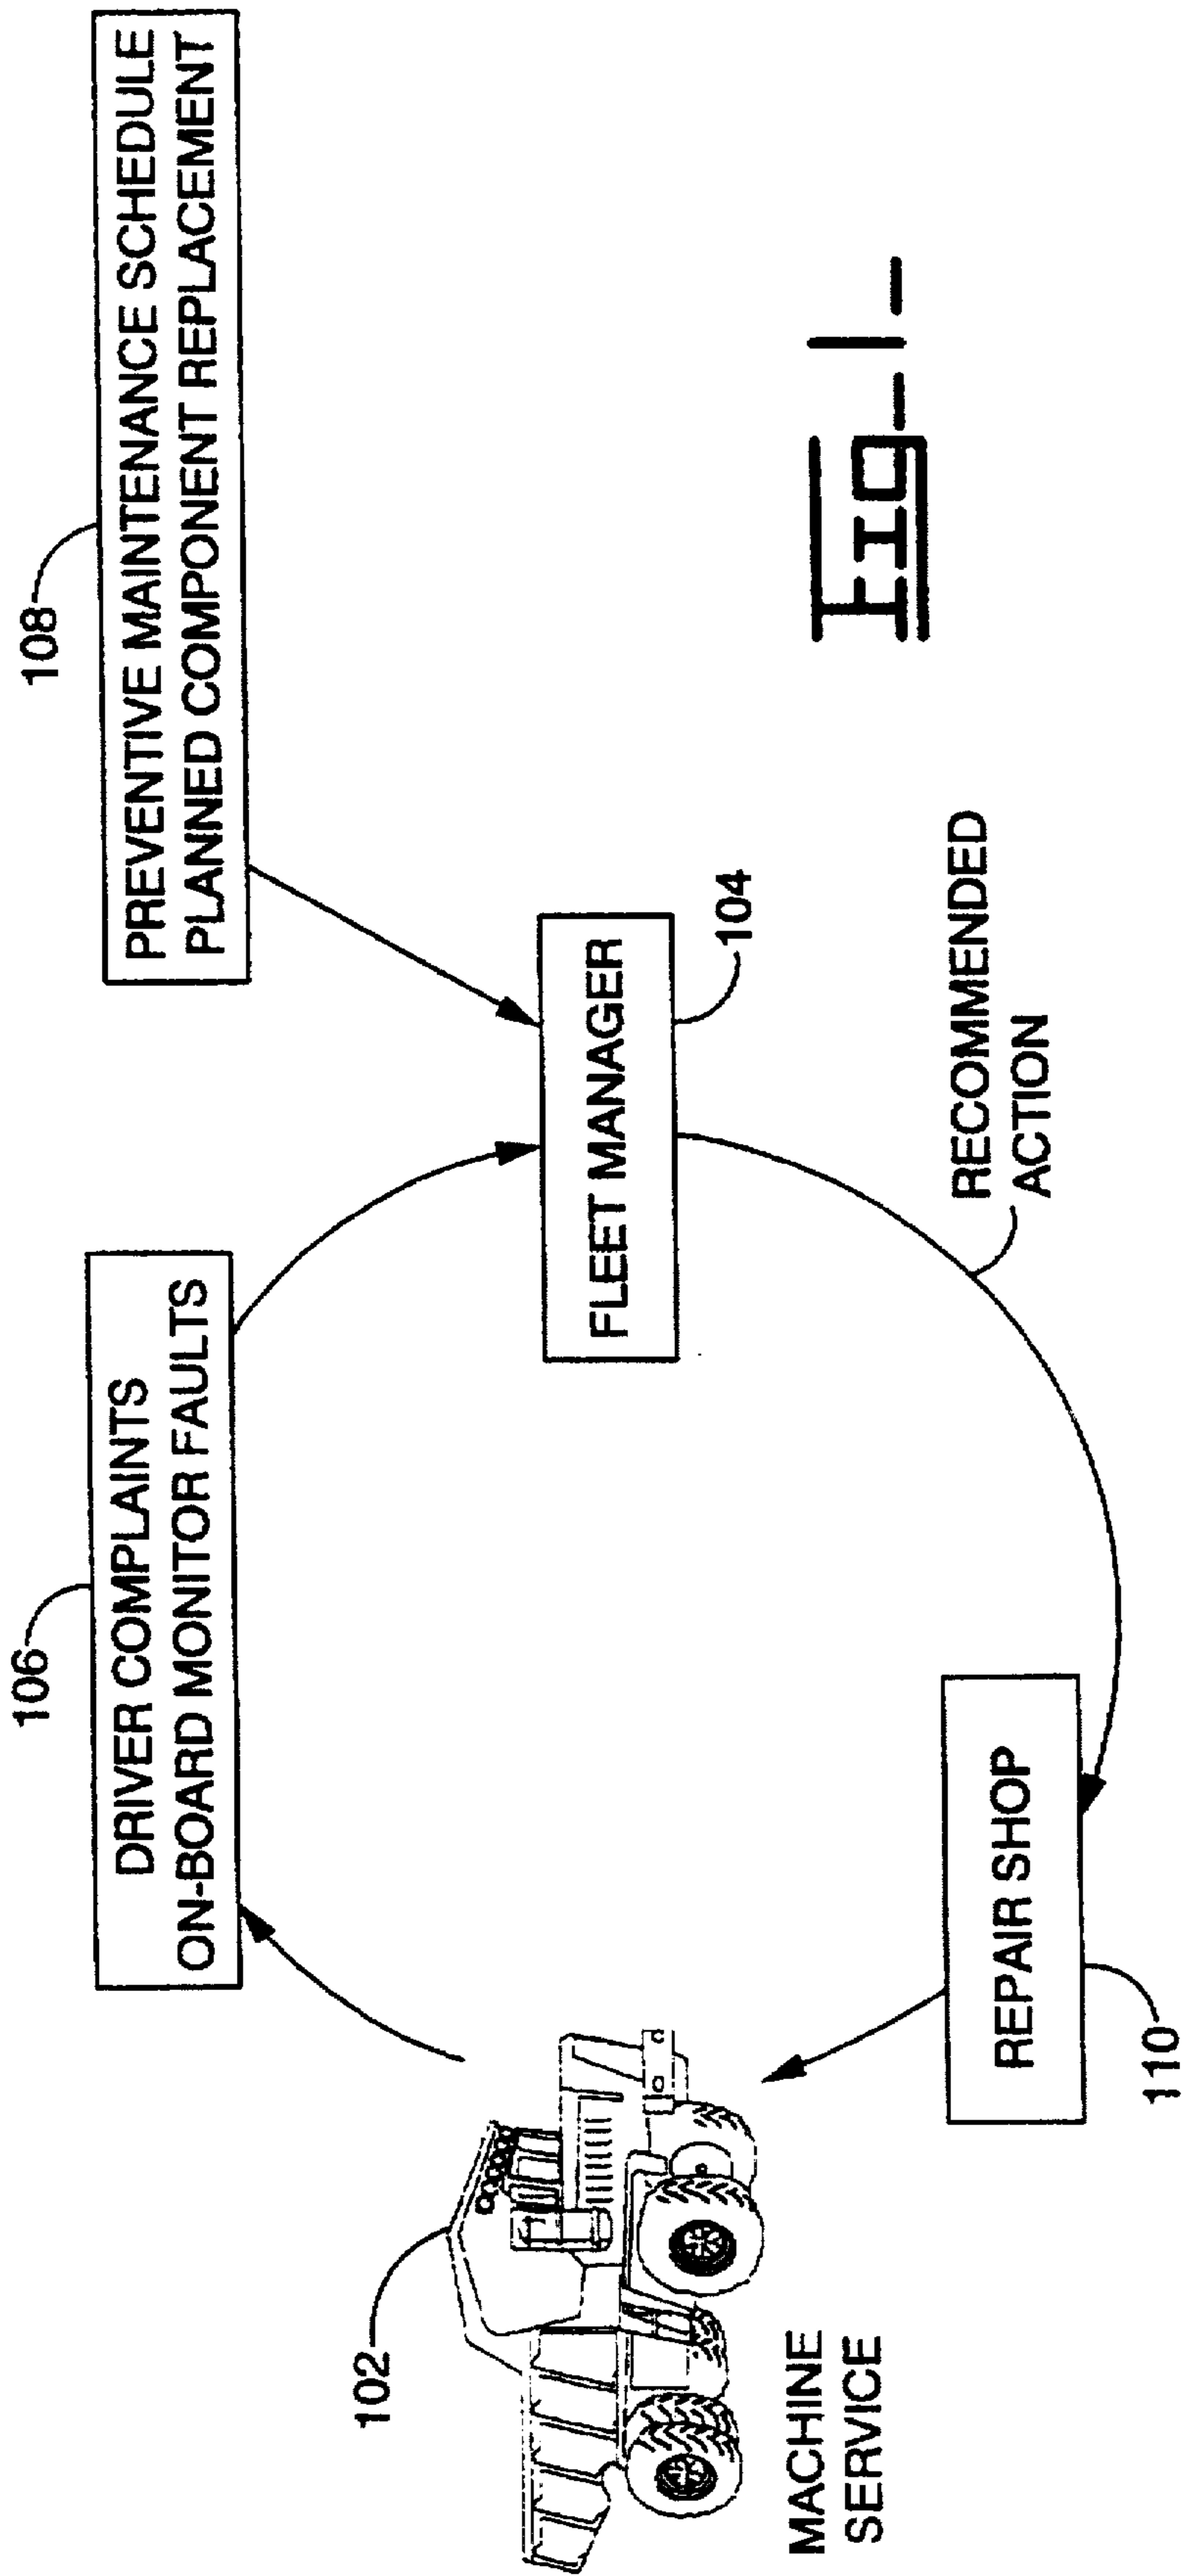 106
108
DRIVER COMPLAINTS
ON-BOARD MONITOR FAULTS
PREVENTIVE MAINTENANCE SCHEDULE
PLANNED COMPONENT REPLACEMENT
102
FLEET MANAGER
104
MACHINE
SERVICE
REPAIR SHOP
110
RECOMMENDED
ACTION
Fig-1-